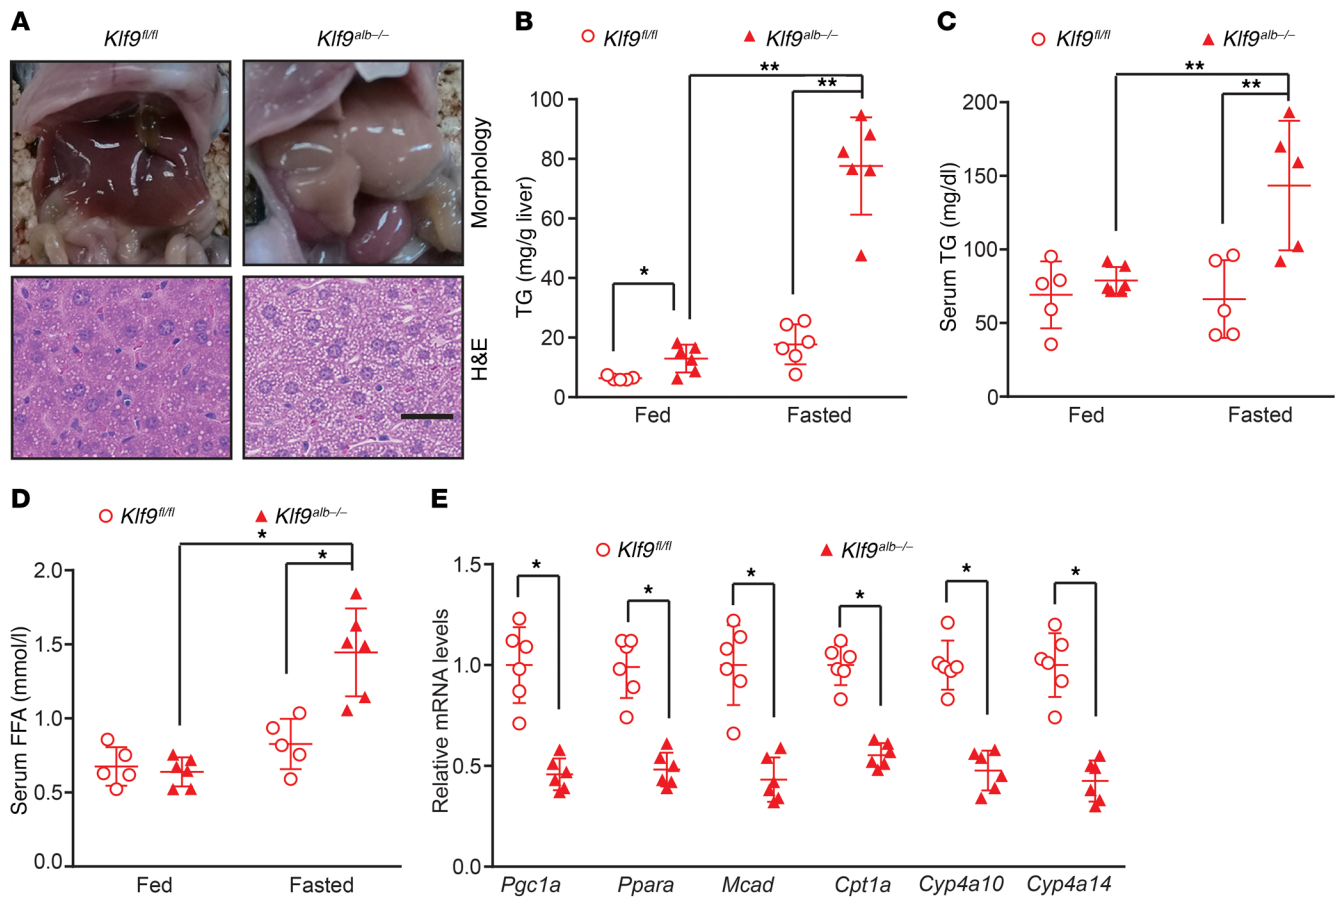 A
Klf9fl/fl
Klf9alb–/–
Morphology
H&E
B
Klf9fl/fl
Klf9alb–/–
**
**
*
TG (mg/g liver)
100
80
60
40
20
0
Fed
Fasted
C
Klf9fl/fl
Klf9alb–/–
**
**
Serum TG (mg/dl)
200
150
100
50
0
Fed
Fasted
D
Klf9fl/fl
Klf9alb–/–
*
*
Serum FFA (mmol/l)
2.0
1.5
1.0
0.5
0.0
Fed
Fasted
E
Klf9fl/fl
Klf9alb–/–
*
*
*
*
*
*
Relative mRNA levels
1.5
1.0
0.5
0.0
Pgc1a
Ppara
Mcad
Cpt1a
Cyp4a10
Cyp4a14